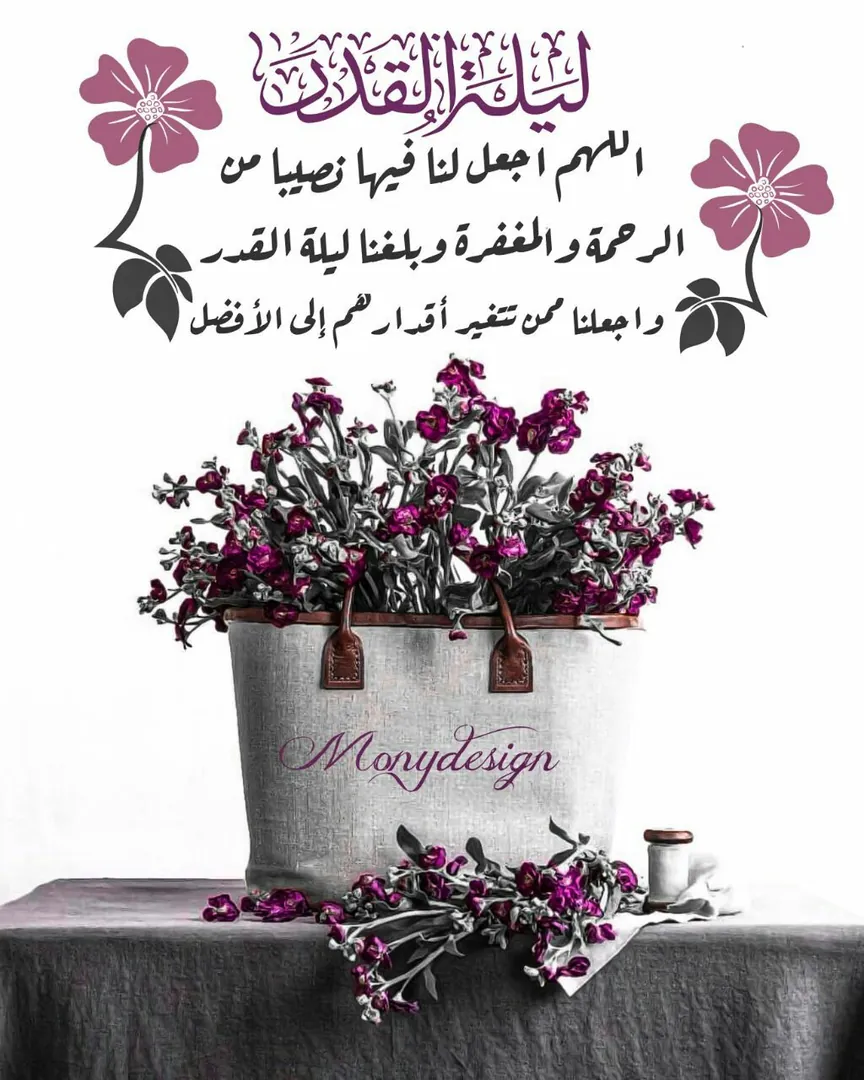 ليلة القدر
اللهم اجعل لنا فيها نصيبا من
الرحمة والمغفرة وبلغنا ليلة القدر
واجعلنا ممن تتغير أقدارهم إلى الأفضل
Monydesign